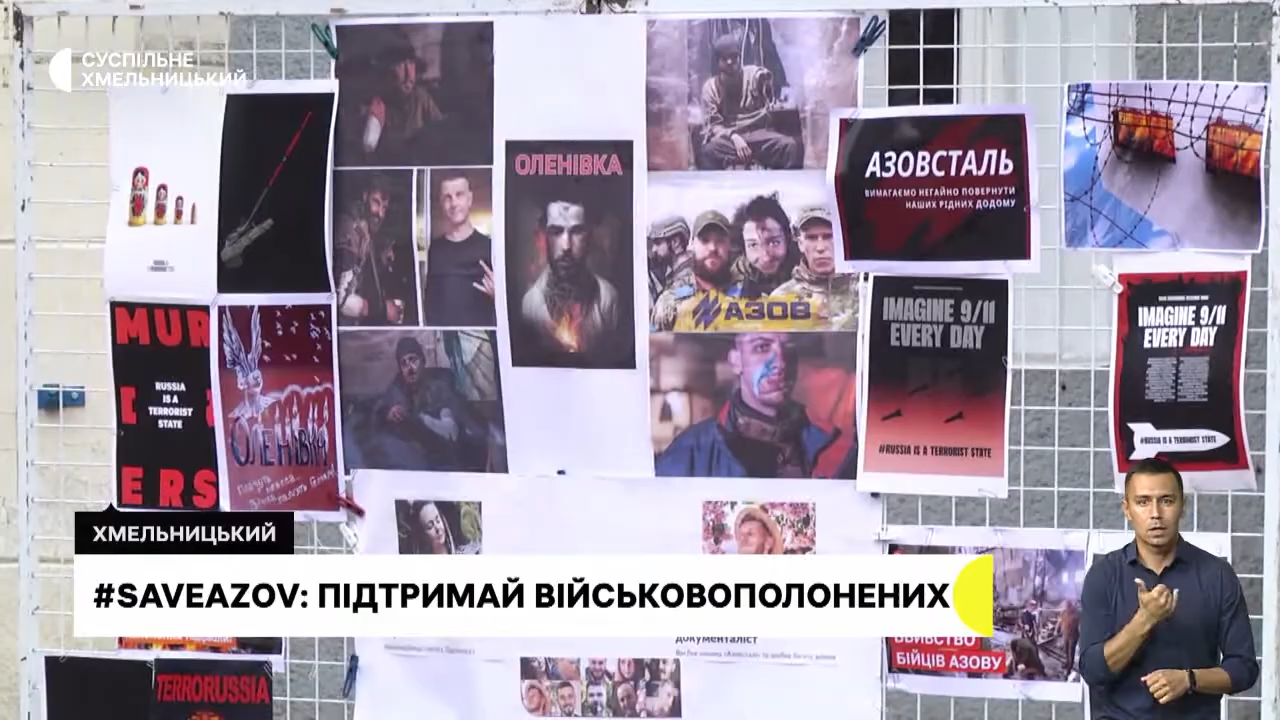 СУСПІЛЬНЕ
ХМЕЛЬНИЦЬКИЙ
ОЛЕНІВКА
АЗОВСТАЛЬ
ВИМАГАЄМО НЕГАЙНО ПОВЕРНУТИ
НАШИХ РІДНИХ ДОДОМУ
АЗОВ
IMAGINE 9/11
EVERY DAY
#RUSSIA IS A TERRORIST STATE
IMAGINE 9/11
EVERY DAY
#RUSSIA IS A TERRORIST STATE
MUR
RUSSIA
IS A
TERRORIST
STATE
ERS
ОЛЕНІВКА
ХМЕЛЬНИЦЬКИЙ
#SAVEAZOV: ПІДТРИМАЙ ВІЙСЬКОВОПОЛОНЕНИХ
документаліст
ВБИВСТВО
БІЙЦІВ АЗОВУ
TERRORUSSIA